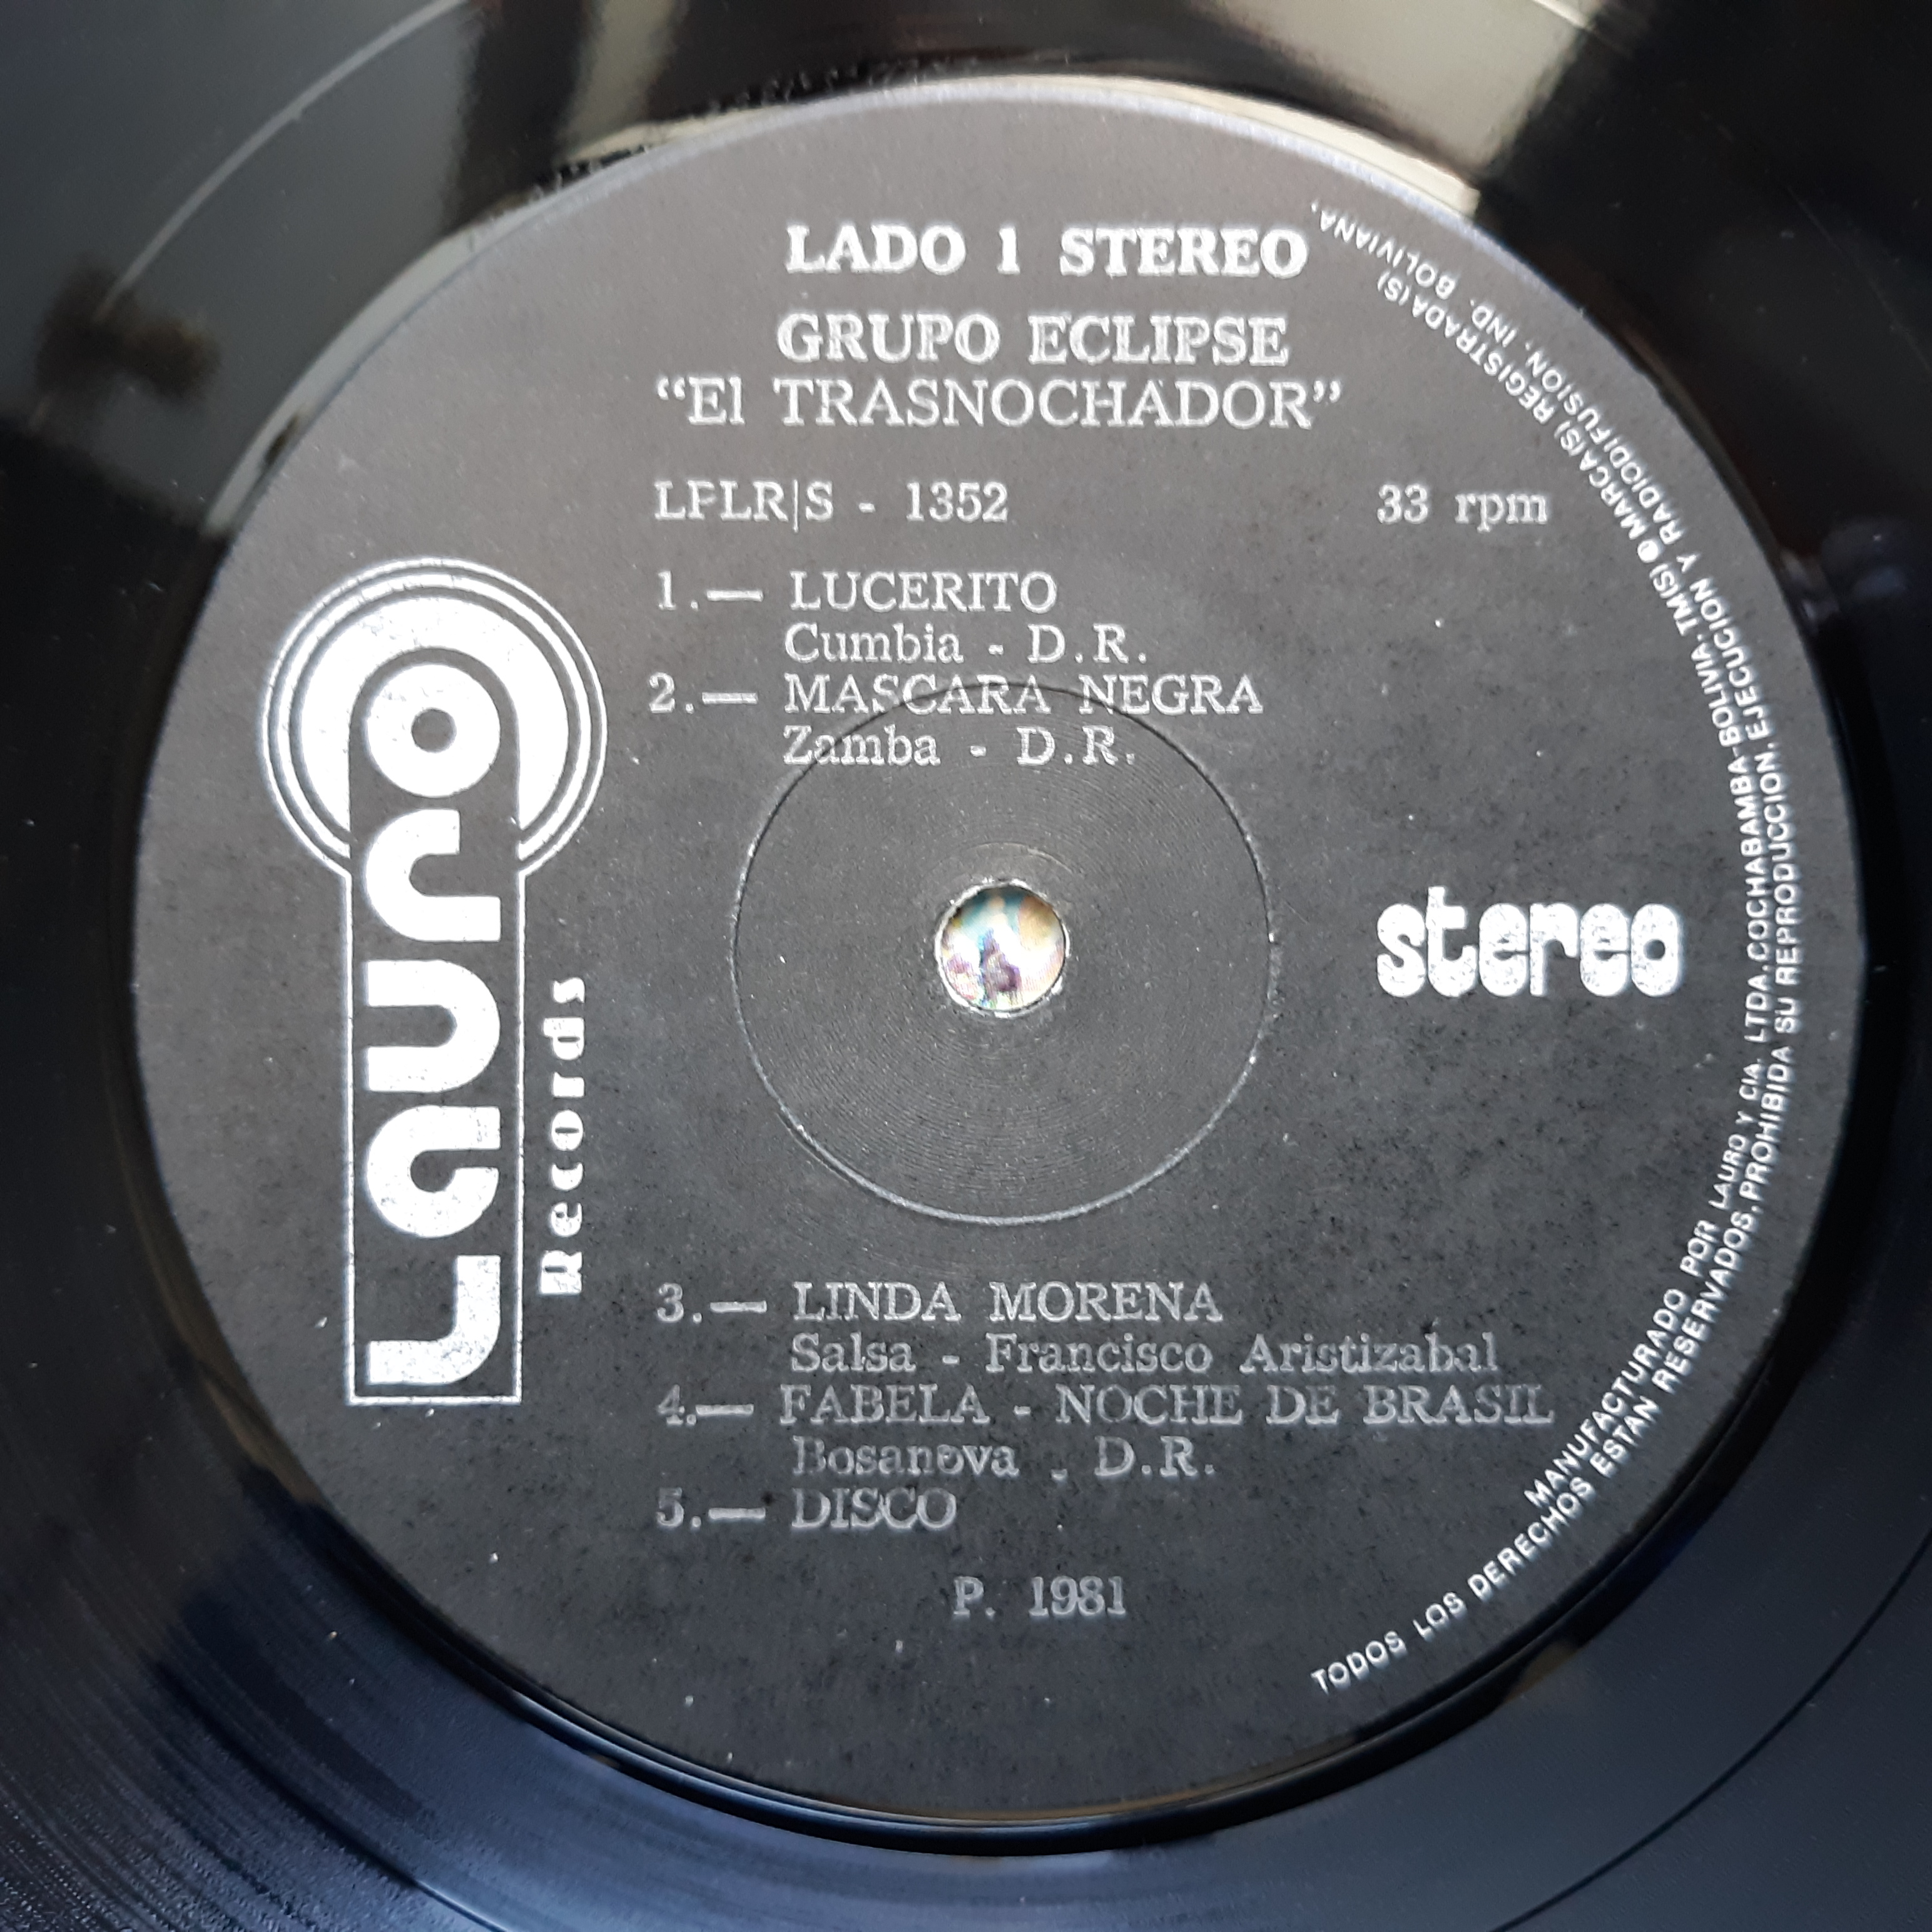 LADO 1 STEREO
GRUPO ECLIPSE
“El TRASNOCHADOR”
LPLR|S - 1352
33 rpm
1.— LUCERITO
Cumbia - D.R.
2.— MASCARA NEGRA
Zamba - D.R.
Lauro
Records
stereo
3.— LINDA MORENA
Salsa - Francisco Aristizabal
4.— FABELA - NOCHE DE BRASIL
Bosanova . D.R.
5.— DISCO
P. 1981
MANUFACTURADO POR LAURO Y CIA. LTDA. COCHABAMBA-BOLIVIA. TM(S) MARCA(S) REGISTRADA(S)
TODOS LOS DERECHOS ESTAN RESERVADOS. PROHIBIDA SU REPRODUCCION. EJECUCION Y RADIODIFUSION. IND. BOLIVIANA.